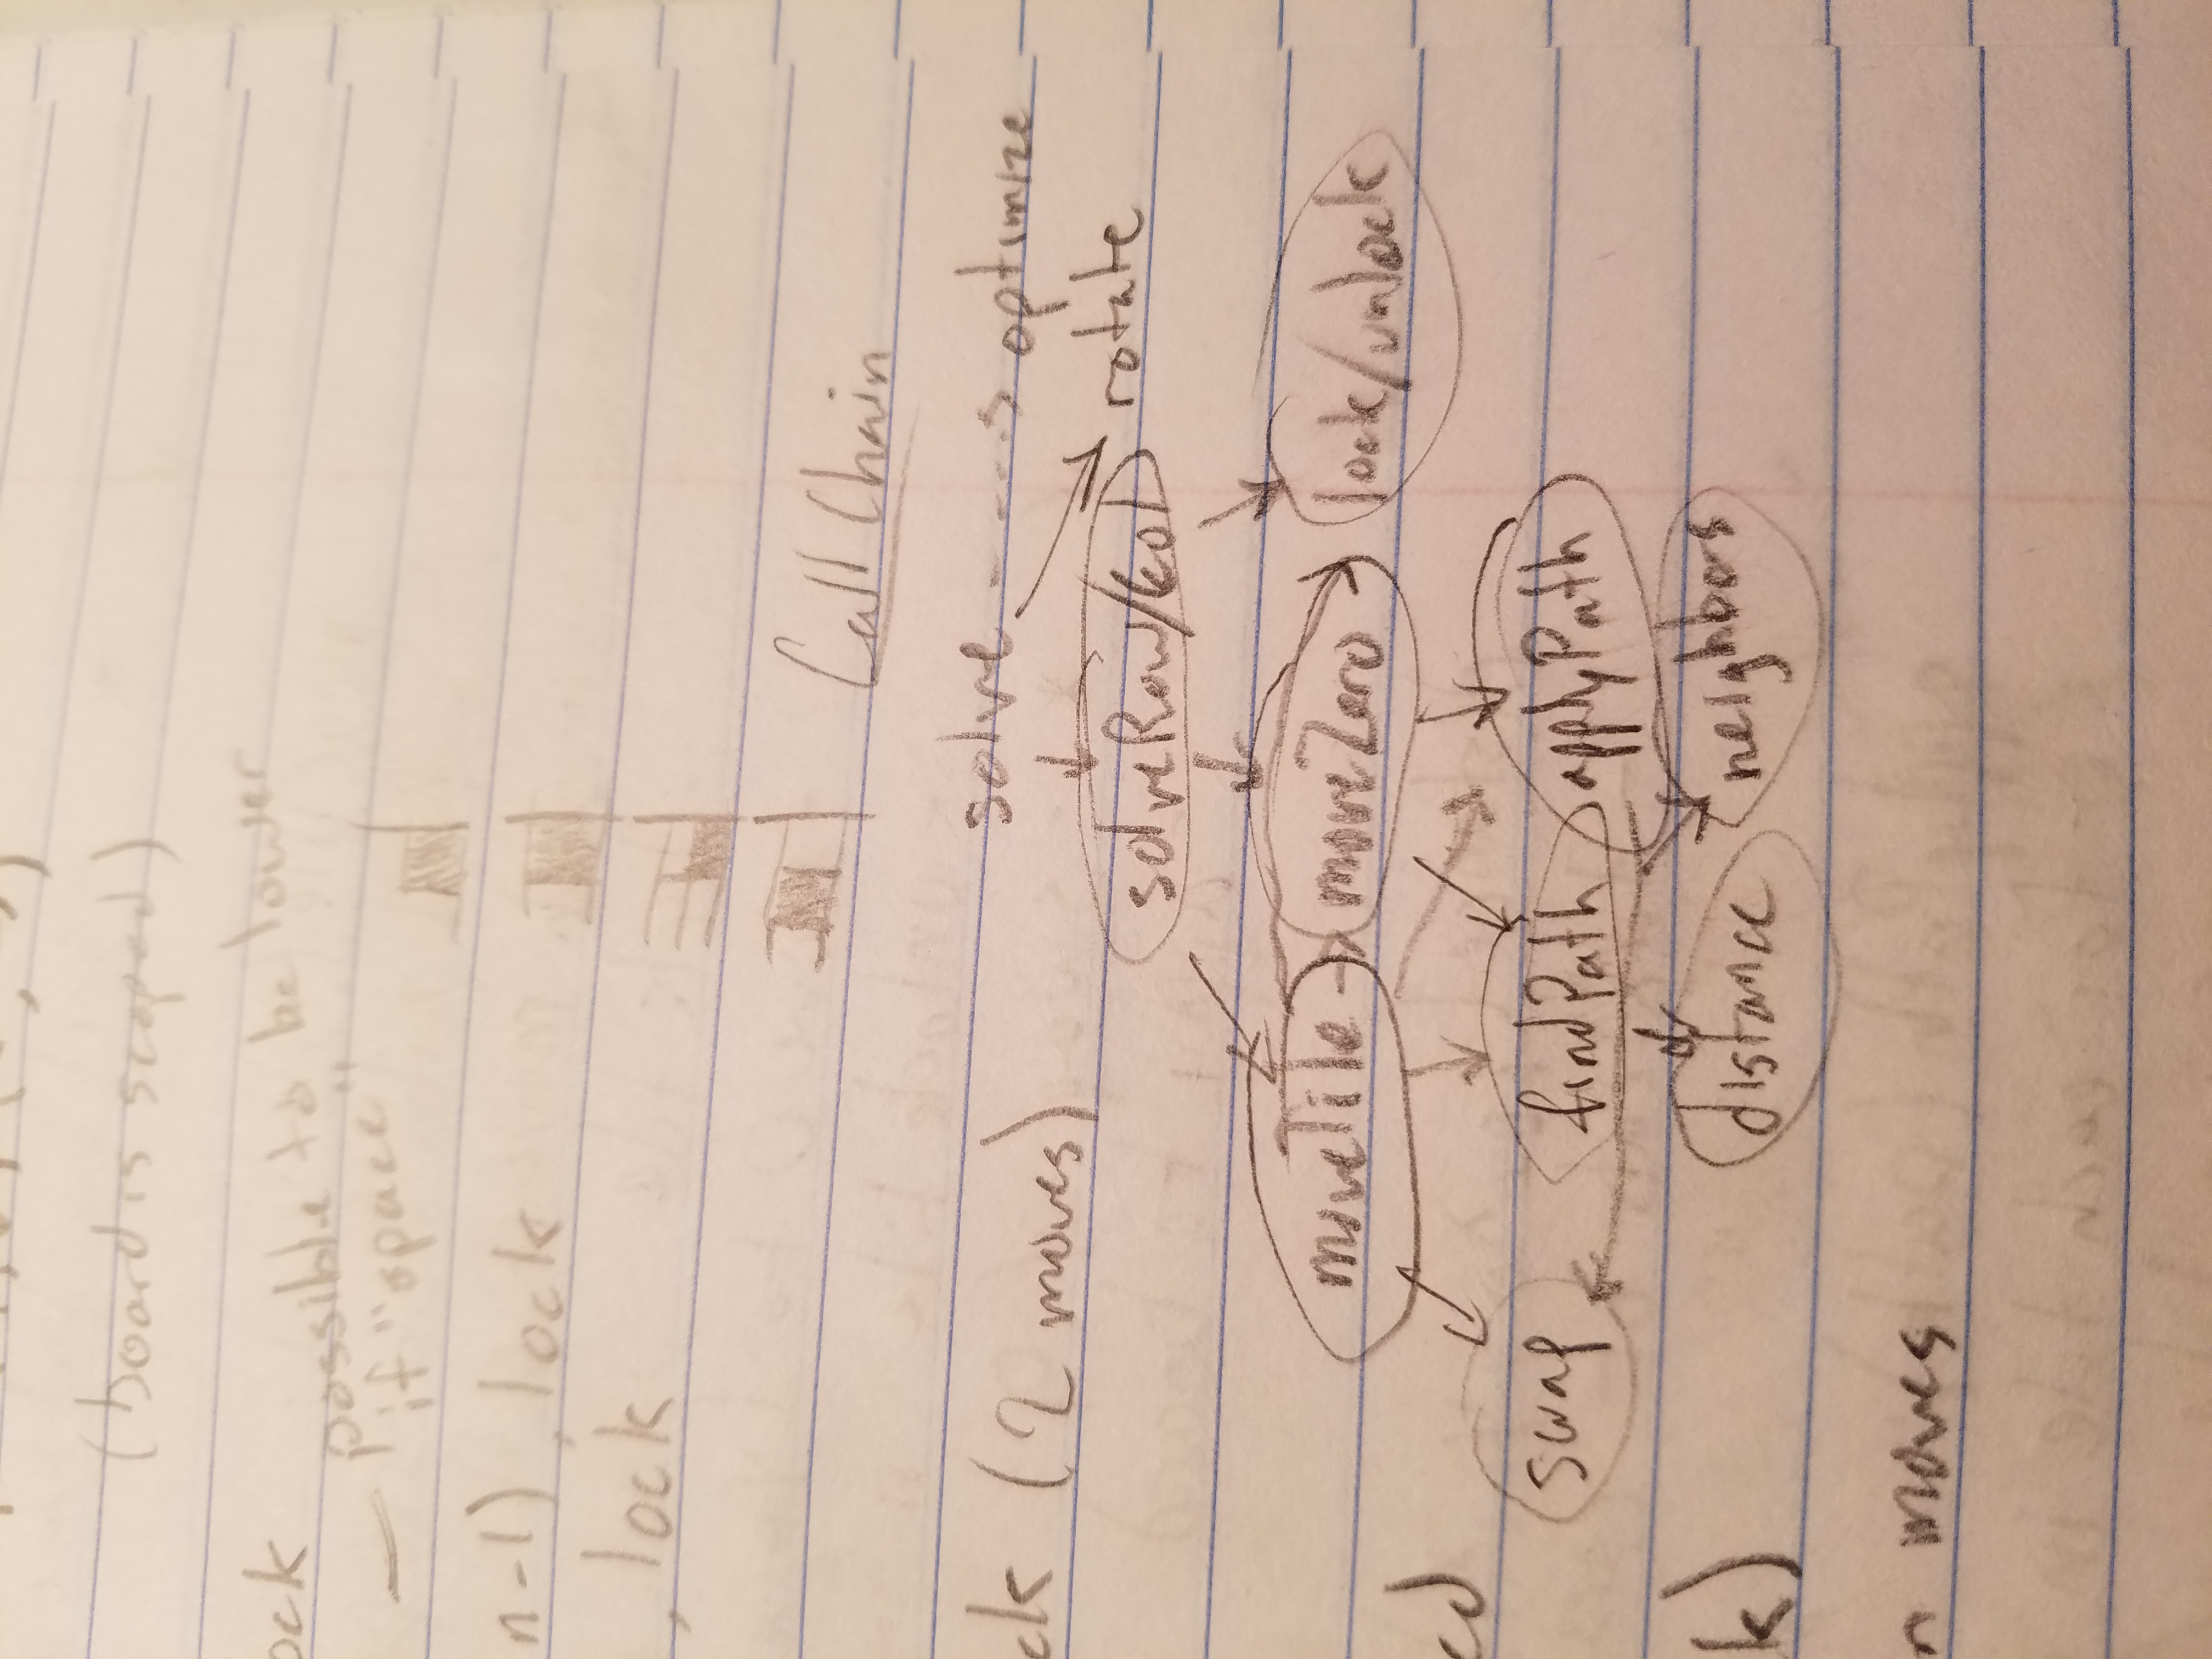 (board is scoped)
ock
possible to be lower
— if "space"
n-1), lock
, lock
Call Chain
solve ----> optimize
ck (2 moves)
rotate
solveRow/Col
moveTile moveZero lock/unlock
ed
swap findPath applyPath
k)
distance neighbors
n moves